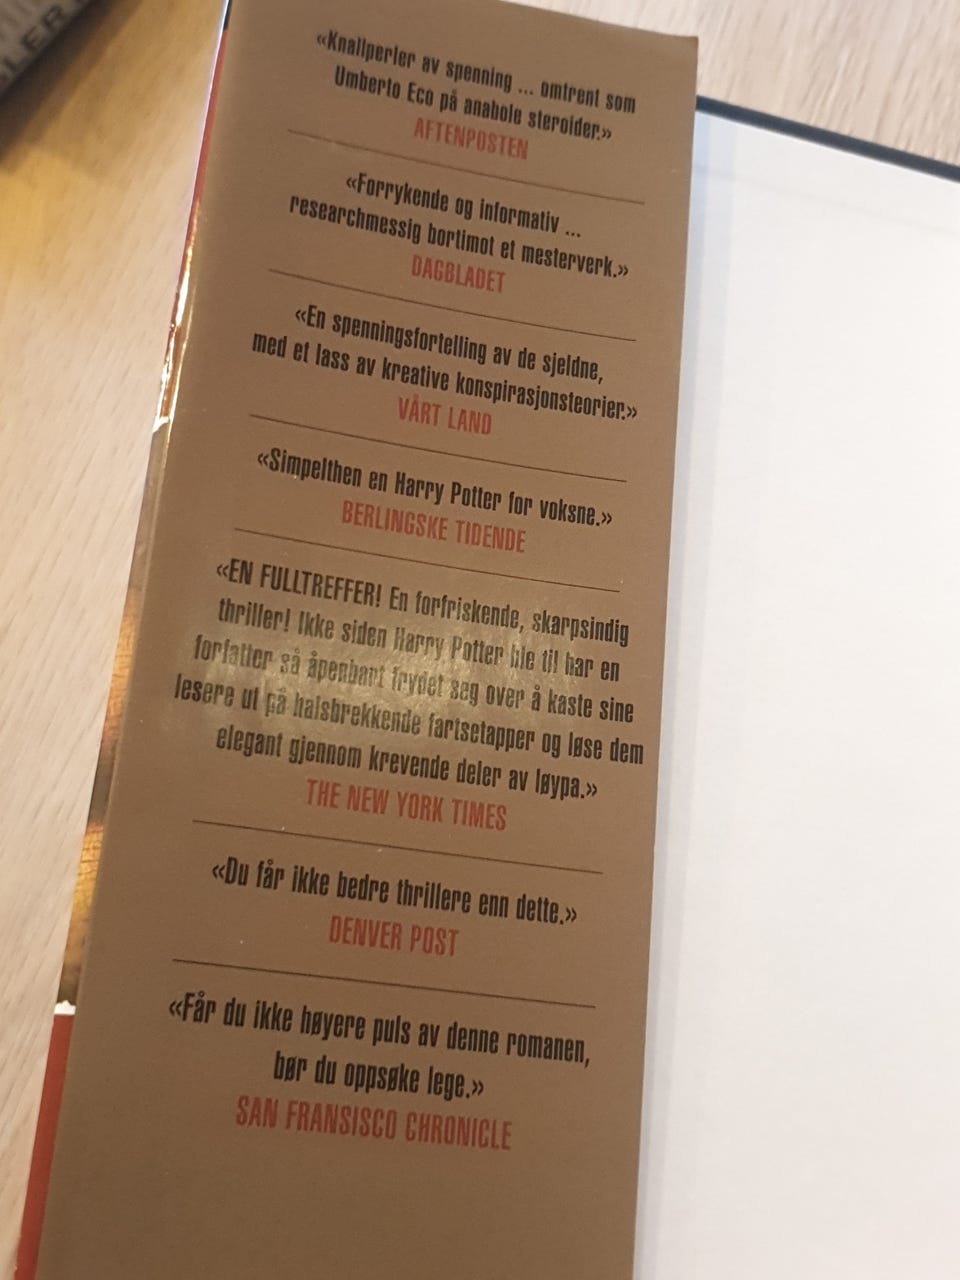 «Knallperler av spenning ... omtrent som
Umberto Eco på anabole steroider.»
AFTENPOSTEN
«Forrykende og informativ ...
researchmessig bortimot et mesterverk.»
DAGBLADET
«En spenningsfortelling av de sjeldne,
med et lass av kreative konspirasjonsteorier.»
VÅRT LAND
«Simpelthen en Harry Potter for voksne.»
BERLINGSKE TIDENDE
«EN FULLTREFFER! En forfriskende, skarpsindig
thriller! Ikke siden Harry Potter ble til har en
forfatter så åpenbart frydet seg over å kaste sine
lesere ut på halsbrekkende fartsetapper og løse dem
elegant gjennom krevende deler av løypa.»
THE NEW YORK TIMES
«Du får ikke bedre thrillere enn dette.»
DENVER POST
«Får du ikke høyere puls av denne romanen,
bør du oppsøke lege.»
SAN FRANSISCO CHRONICLE